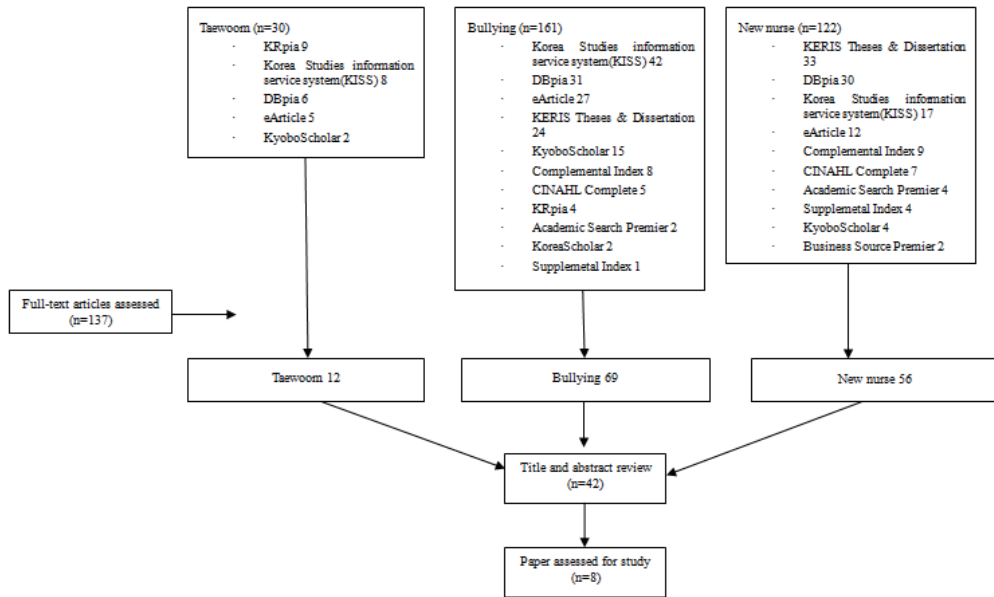 Taewoom (n=30)
· KRpia 9
· Korea Studies information
service system(KISS) 8
· DBpia 6
· eArticle 5
· KyoboScholar 2
Bullying (n=161)
· Korea Studies information
service system(KISS) 42
· DBpia 31
· eArticle 27
· KERIS Theses & Dissertation
24
· KyoboScholar 15
· Complemental Index 8
· CINAHL Complete 5
· KRpia 4
· Academic Search Premier 2
· KoreaScholar 2
· Supplemetal Index 1
New nurse (n=122)
· KERIS Theses & Dissertation
33
· DBpia 30
· Korea Studies information
service system(KISS) 17
· eArticle 12
· Complemental Index 9
· CINAHL Complete 7
· Academic Search Premier 4
· Supplemetal Index 4
· KyoboScholar 4
· Business Source Premier 2
Full-text articles assessed
(n=137)
Taewoom 12
Bullying 69
New nurse 56
Title and abstract review
(n=42)
Paper assessed for study
(n=8)